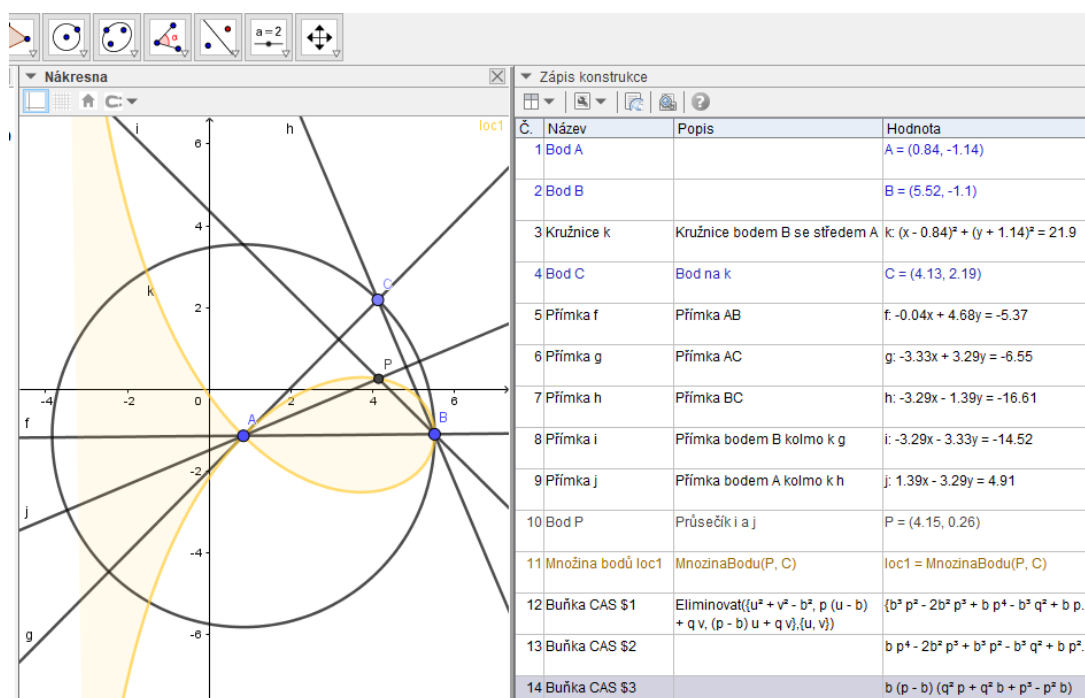 α
a = 2
Nákresna
loc1
i
h
6
4
k
C
2
P
-4
-2
0
2
4
6
A
B
f
-2
j
-4
g
-6
Zápis konstrukce
Č. Název Popis Hodnota
1 Bod A A = (0.84, -1.14)
2 Bod B B = (5.52, -1.1)
3 Kružnice k Kružnice bodem B se středem A k: (x - 0.84)² + (y + 1.14)² = 21.9
4 Bod C Bod na k C = (4.13, 2.19)
5 Přímka f Přímka AB f: -0.04x + 4.68y = -5.37
6 Přímka g Přímka AC g: -3.33x + 3.29y = -6.55
7 Přímka h Přímka BC h: -3.29x - 1.39y = -16.61
8 Přímka i Přímka bodem B kolmo k g i: -3.29x - 3.33y = -14.52
9 Přímka j Přímka bodem A kolmo k h j: 1.39x - 3.29y = 4.91
10 Bod P Průsečík i a j P = (4.15, 0.26)
11 Množina bodů loc1 MnozinaBodu(P, C) loc1 = MnozinaBodu(P, C)
12 Buňka CAS $1 Eliminovat({u² + v² - b², p (u - b) {b³ p² - 2b² p³ + b p⁴ - b³ q² + b p.
+ q v, (p - b) u + q v},{u, v})
13 Buňka CAS $2 b p⁴ - 2b² p³ + b³ p² - b³ q² + b p².
14 Buňka CAS $3 b (p - b) (q² p + q² b + p³ - p² b)